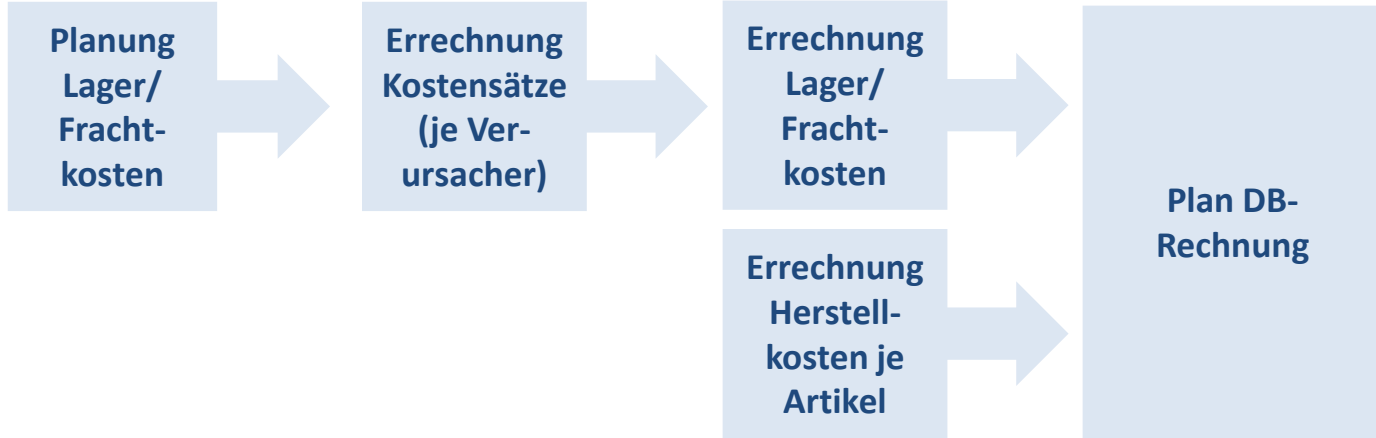 Planung
Lager/
Fracht-
kosten
Errechnung
Kostensätze
(je Ver-
ursacher)
Errechnung
Lager/
Fracht-
kosten
Errechnung
Herstell-
kosten je
Artikel
Plan DB-
Rechnung